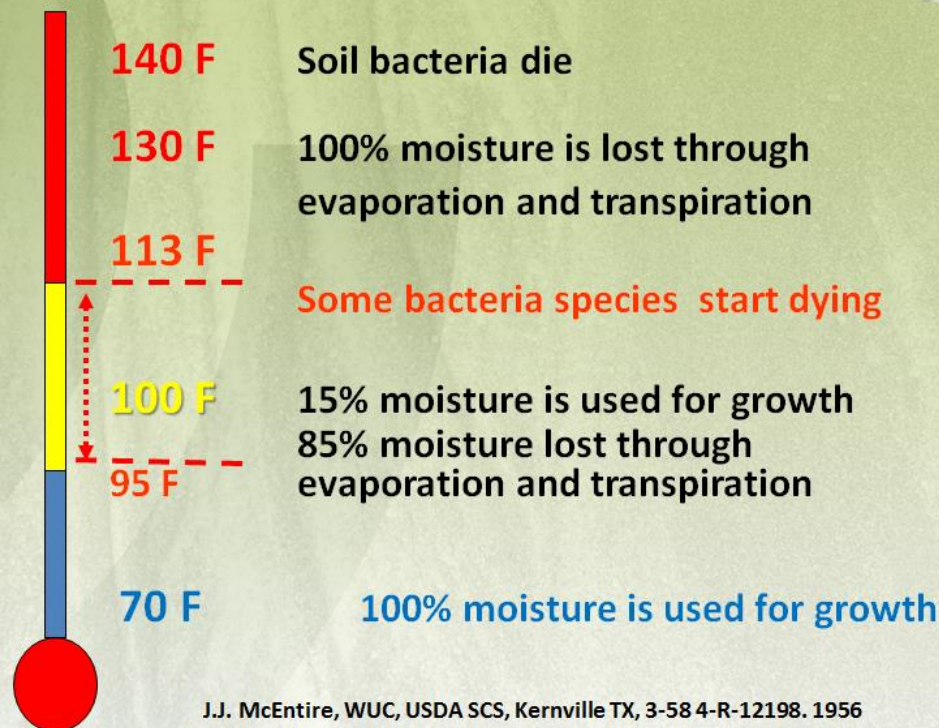 140 F Soil bacteria die
130 F 100% moisture is lost through
evaporation and transpiration
113 F
Some bacteria species start dying
100 F 15% moisture is used for growth
85% moisture lost through
95 F evaporation and transpiration
70 F 100% moisture is used for growth
J.J. McEntire, WUC, USDA SCS, Kernville TX, 3-58 4-R-12198. 1956